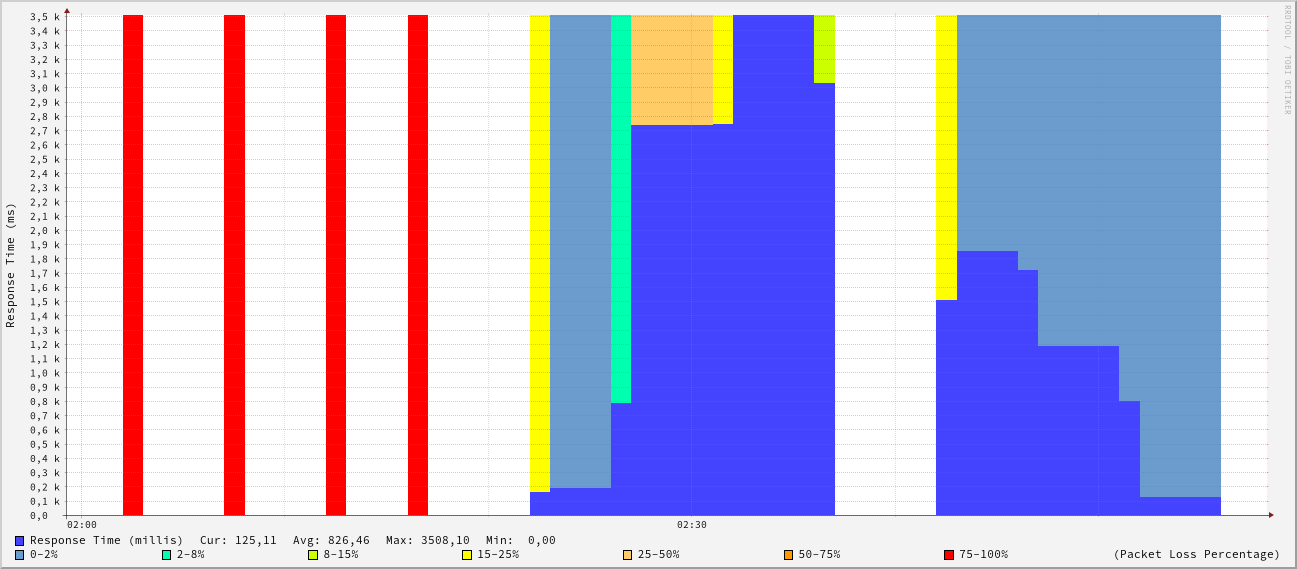 3,5 k
3,4 k
3,3 k
3,2 k
3,1 k
3,0 k
2,9 k
2,8 k
2,7 k
2,6 k
2,5 k
2,4 k
2,3 k
2,2 k
2,1 k
2,0 k
1,9 k
1,8 k
1,7 k
1,6 k
1,5 k
1,4 k
1,3 k
1,2 k
1,1 k
1,0 k
0,9 k
0,8 k
0,7 k
0,6 k
0,5 k
0,4 k
0,3 k
0,2 k
0,1 k
0,0
Response Time (ms)
RRDTOOL / TOBI OETIKER
02:00 02:30
Response Time (millis) Cur: 125,11 Avg: 826,46 Max: 3508,10 Min: 0,00
0-2% 2-8% 8-15% 15-25% 25-50% 50-75% 75-100% (Packet Loss Percentage)